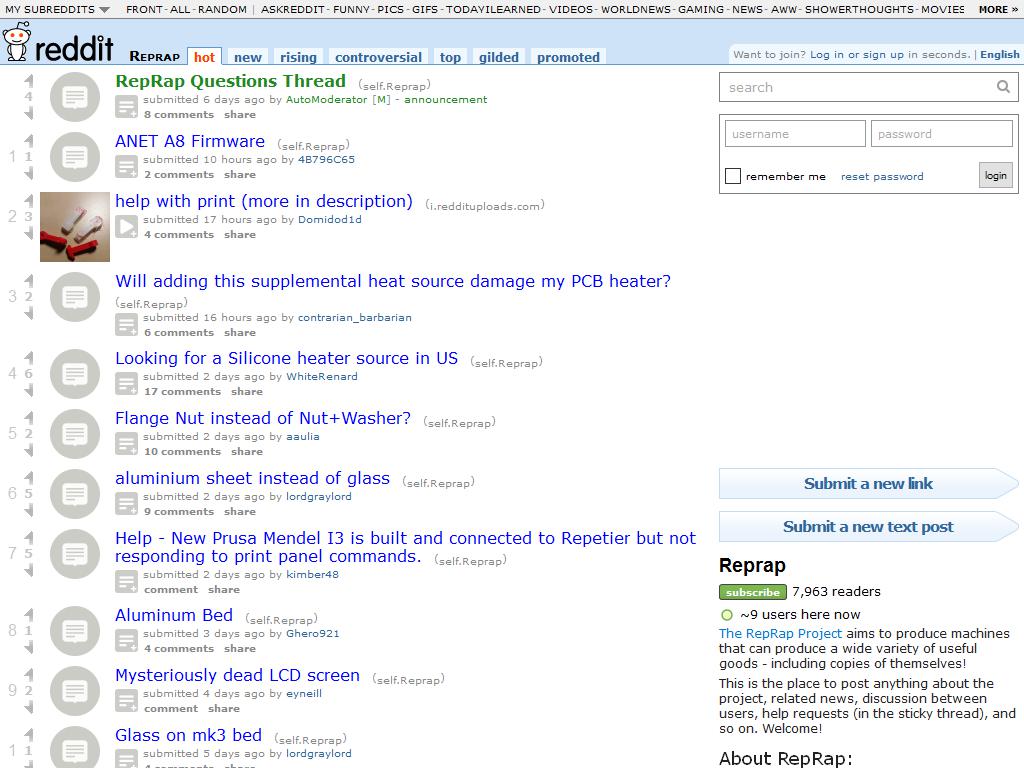 MY SUBREDDITS FRONT - ALL - RANDOM | ASKREDDIT - FUNNY - PICS - GIFS - TODAYILEARNED - VIDEOS - WORLDNEWS - GAMING - NEWS - AWW - SHOWERTHOUGHTS - MOVIES MORE »
reddit REPRAP hot new rising controversial top gilded promoted
Want to join? Log in or sign up in seconds. | English
4
RepRap Questions Thread (self.Reprap)
submitted 6 days ago by AutoModerator [M] - announcement
8 comments share
1 1
ANET A8 Firmware (self.Reprap)
submitted 10 hours ago by 4B796C65
2 comments share
2 3
help with print (more in description) (i.reddituploads.com)
submitted 17 hours ago by Domidod1d
4 comments share
3 2
Will adding this supplemental heat source damage my PCB heater?
(self.Reprap)
submitted 16 hours ago by contrarian_barbarian
6 comments share
4 6
Looking for a Silicone heater source in US (self.Reprap)
submitted 2 days ago by WhiteRenard
17 comments share
5 2
Flange Nut instead of Nut+Washer? (self.Reprap)
submitted 2 days ago by aaulia
10 comments share
6 5
aluminium sheet instead of glass (self.Reprap)
submitted 2 days ago by lordgraylord
9 comments share
7 5
Help - New Prusa Mendel I3 is built and connected to Repetier but not
responding to print panel commands. (self.Reprap)
submitted 2 days ago by kimber48
comment share
8 1
Aluminum Bed (self.Reprap)
submitted 3 days ago by Ghero921
4 comments share
9 2
Mysteriously dead LCD screen (self.Reprap)
submitted 4 days ago by eyneill
comment share
1 1
Glass on mk3 bed (self.Reprap)
submitted 5 days ago by lordgraylord
search
username password
remember me reset password login
Submit a new link
Submit a new text post
Reprap
subscribe 7,963 readers
~9 users here now
The RepRap Project aims to produce machines
that can produce a wide variety of useful
goods - including copies of themselves!
This is the place to post anything about the
project, related news, discussion between
users, help requests (in the sticky thread), and
so on. Welcome!
About RepRap: